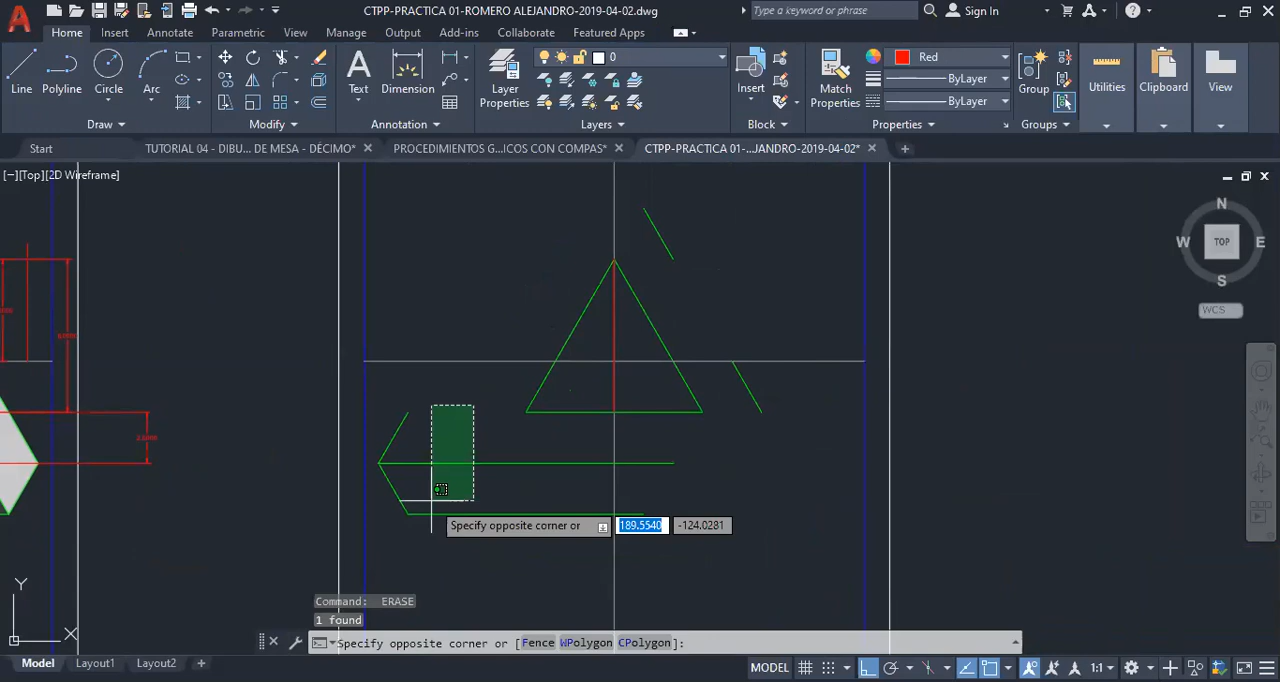 CTPP-PRACTICA 01-ROMERO ALEJANDRO-2019-04-02.dwg
Type a keyword or phrase
Sign In
Home Insert Annotate Parametric View Manage Output Add-ins Collaborate Featured Apps
Line Polyline Circle Arc
Text Dimension
Layer Properties
0
Insert
Match Properties
Red
ByLayer
ByLayer
Group
Utilities Clipboard View
Draw Modify Annotation Layers Block Properties Groups
Start
TUTORIAL 04 - DIBU... DE MESA - DÉCIMO*
PROCEDIMIENTOS G...ICOS CON COMPAS*
CTPP-PRACTICA 01-...JANDRO-2019-04-02*
[−][Top][2D Wireframe]
N
W TOP E
S
WCS
Specify opposite corner or 189.5540 -124.0281
Y
X
Command: ERASE
1 found
Specify opposite corner or [Fence WPolygon CPolygon]:
Model Layout1 Layout2 +
MODEL 1:1